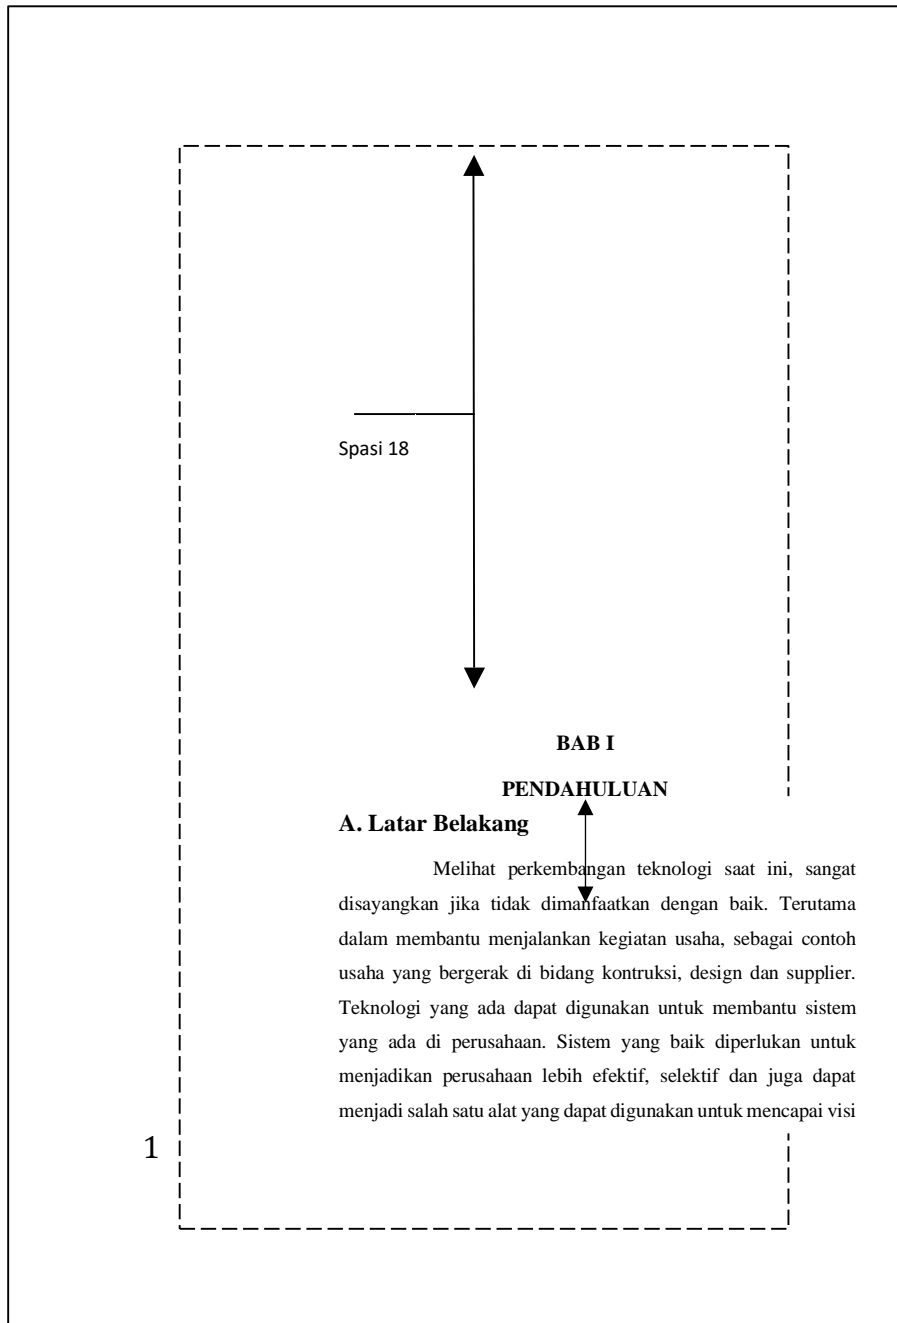 Spasi 18
BAB I
PENDAHULUAN
A. Latar Belakang
Melihat perkembangan teknologi saat ini, sangat
disayangkan jika tidak dimanfaatkan dengan baik. Terutama
dalam membantu menjalankan kegiatan usaha, sebagai contoh
usaha yang bergerak di bidang kontruksi, design dan supplier.
Teknologi yang ada dapat digunakan untuk membantu sistem
yang ada di perusahaan. Sistem yang baik diperlukan untuk
menjadikan perusahaan lebih efektif, selektif dan juga dapat
menjadi salah satu alat yang dapat digunakan untuk mencapai visi
1